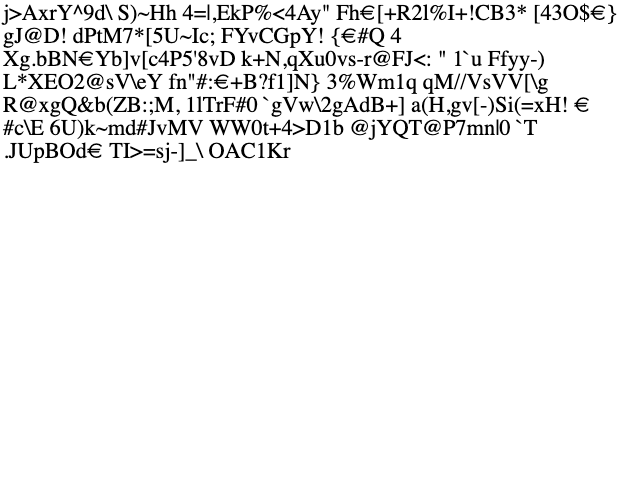 j>AxrY^9d\ S)~Hh 4=|,EkP%<4Ay" Fh€[+R2l%I+!CB3* [43O$€}
gJ@D! dPtM7*[5U~Ic; FYvCGpY! {€#Q 4
Xg.bBN€Yb]v[c4P5'8vD k+N,qXu0vs-r@FJ<: " 1`u Ffyy-)
L*XEO2@sV\eY fn"#:€+B?f1]N} 3%Wm1q qM//VsVV[\g
R@xgQ&b(ZB:;M, 1lTrF#0 `gVw\2gAdB+] a(H,gv[-)Si(=xH! €
#c\E 6U)k~md#JvMV WW0t+4>D1b @jYQT@P7mn|0 `T
.JUpBOd€ TI>=sj-]_\ OAC1Kr